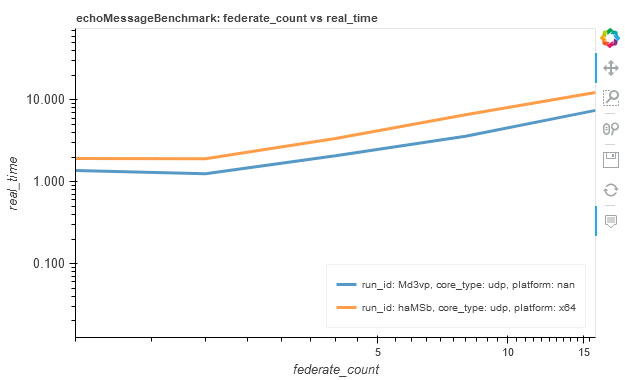 echoMessageBenchmark: federate_count vs real_time
10.000
1.000
0.100
real_time
run_id: Md3vp, core_type: udp, platform: nan
run_id: haMSb, core_type: udp, platform: x64
5
10
15
federate_count